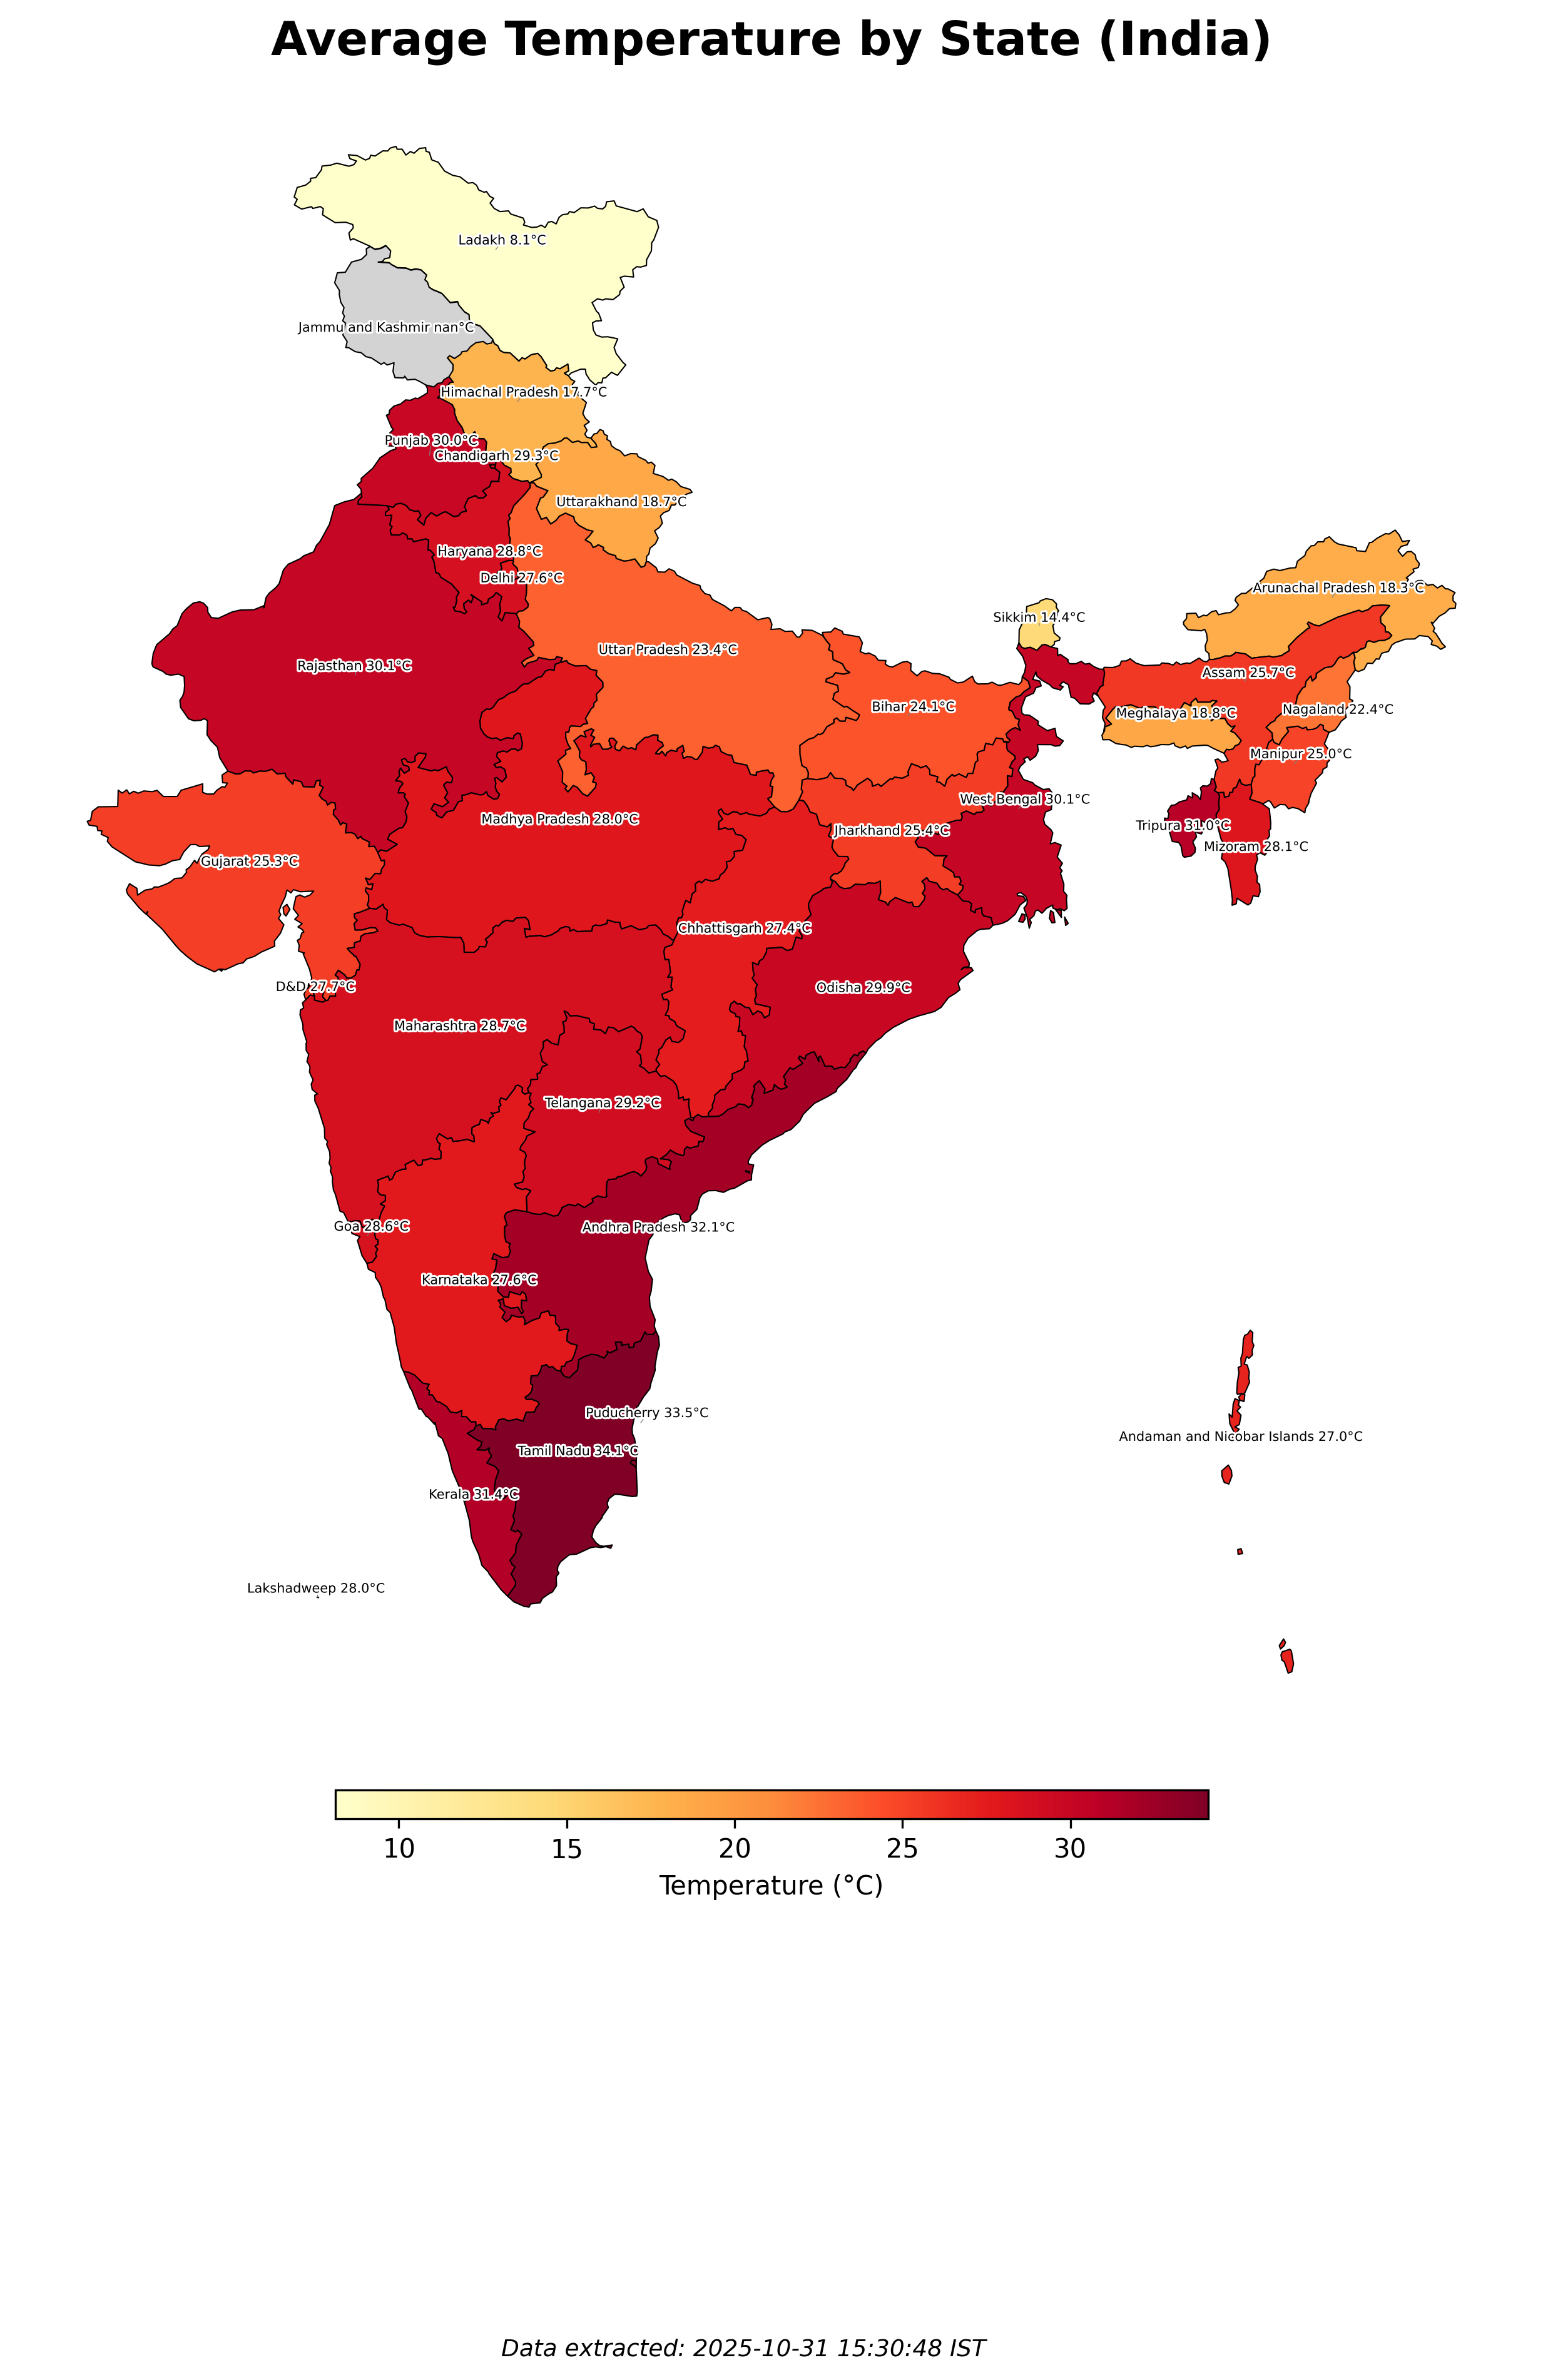 Average Temperature by State (India)
Ladakh 8.1°C
Jammu and Kashmir nan°C
Himachal Pradesh 17.7°C
Punjab 30.0°C
Chandigarh 29.3°C
Uttarakhand 18.7°C
Haryana 28.8°C
Delhi 27.6°C
Arunachal Pradesh 18.3°C
Sikkim 14.4°C
Uttar Pradesh 23.4°C
Rajasthan 30.1°C
Assam 25.7°C
Bihar 24.1°C
Meghalaya 18.8°C
Nagaland 22.4°C
Manipur 25.0°C
West Bengal 30.1°C
Madhya Pradesh 28.0°C
Tripura 31.0°C
Jharkhand 25.4°C
Mizoram 28.1°C
Gujarat 25.3°C
Chhattisgarh 27.4°C
D&D 27.7°C
Odisha 29.9°C
Maharashtra 28.7°C
Telangana 29.2°C
Goa 28.6°C
Andhra Pradesh 32.1°C
Karnataka 27.6°C
Puducherry 33.5°C
Andaman and Nicobar Islands 27.0°C
Tamil Nadu 34.1°C
Kerala 31.4°C
Lakshadweep 28.0°C
10 15 20 25 30
Temperature (°C)
Data extracted: 2025-10-31 15:30:48 IST